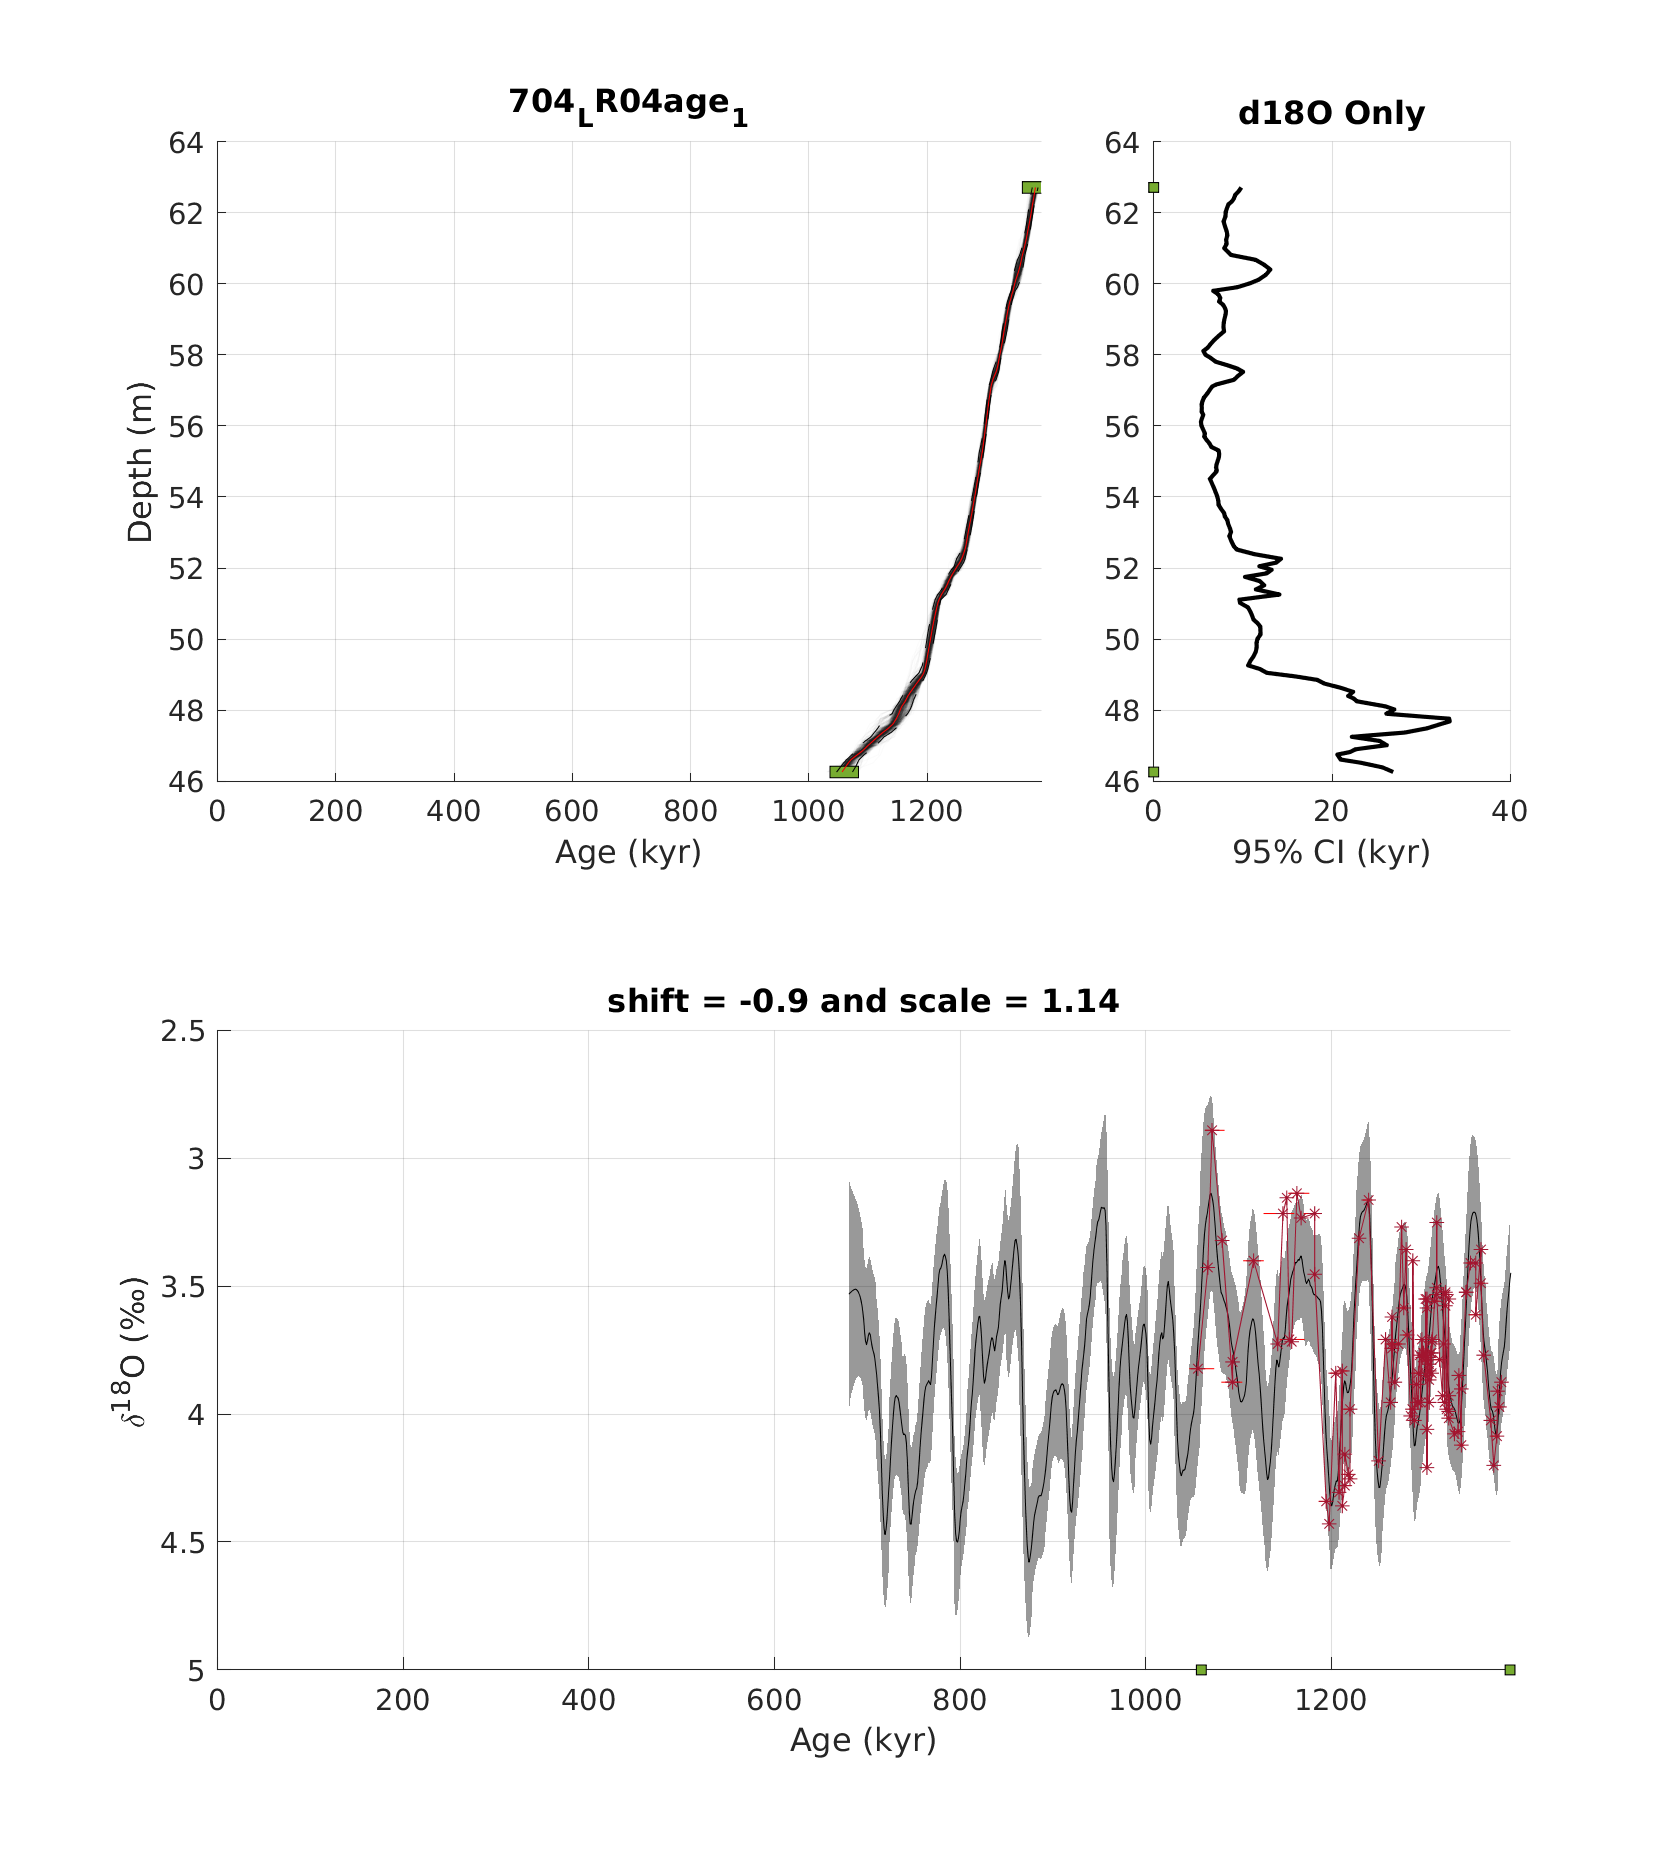 704LR04age1
d18O Only
64
62
60
58
56
54
52
50
48
46
Depth (m)
0 200 400 600 800 1000 1200
Age (kyr)
64
62
60
58
56
54
52
50
48
46
0 20 40
95% CI (kyr)
shift = -0.9 and scale = 1.14
2.5
3
3.5
4
4.5
5
δ18O (‰)
0 200 400 600 800 1000 1200
Age (kyr)